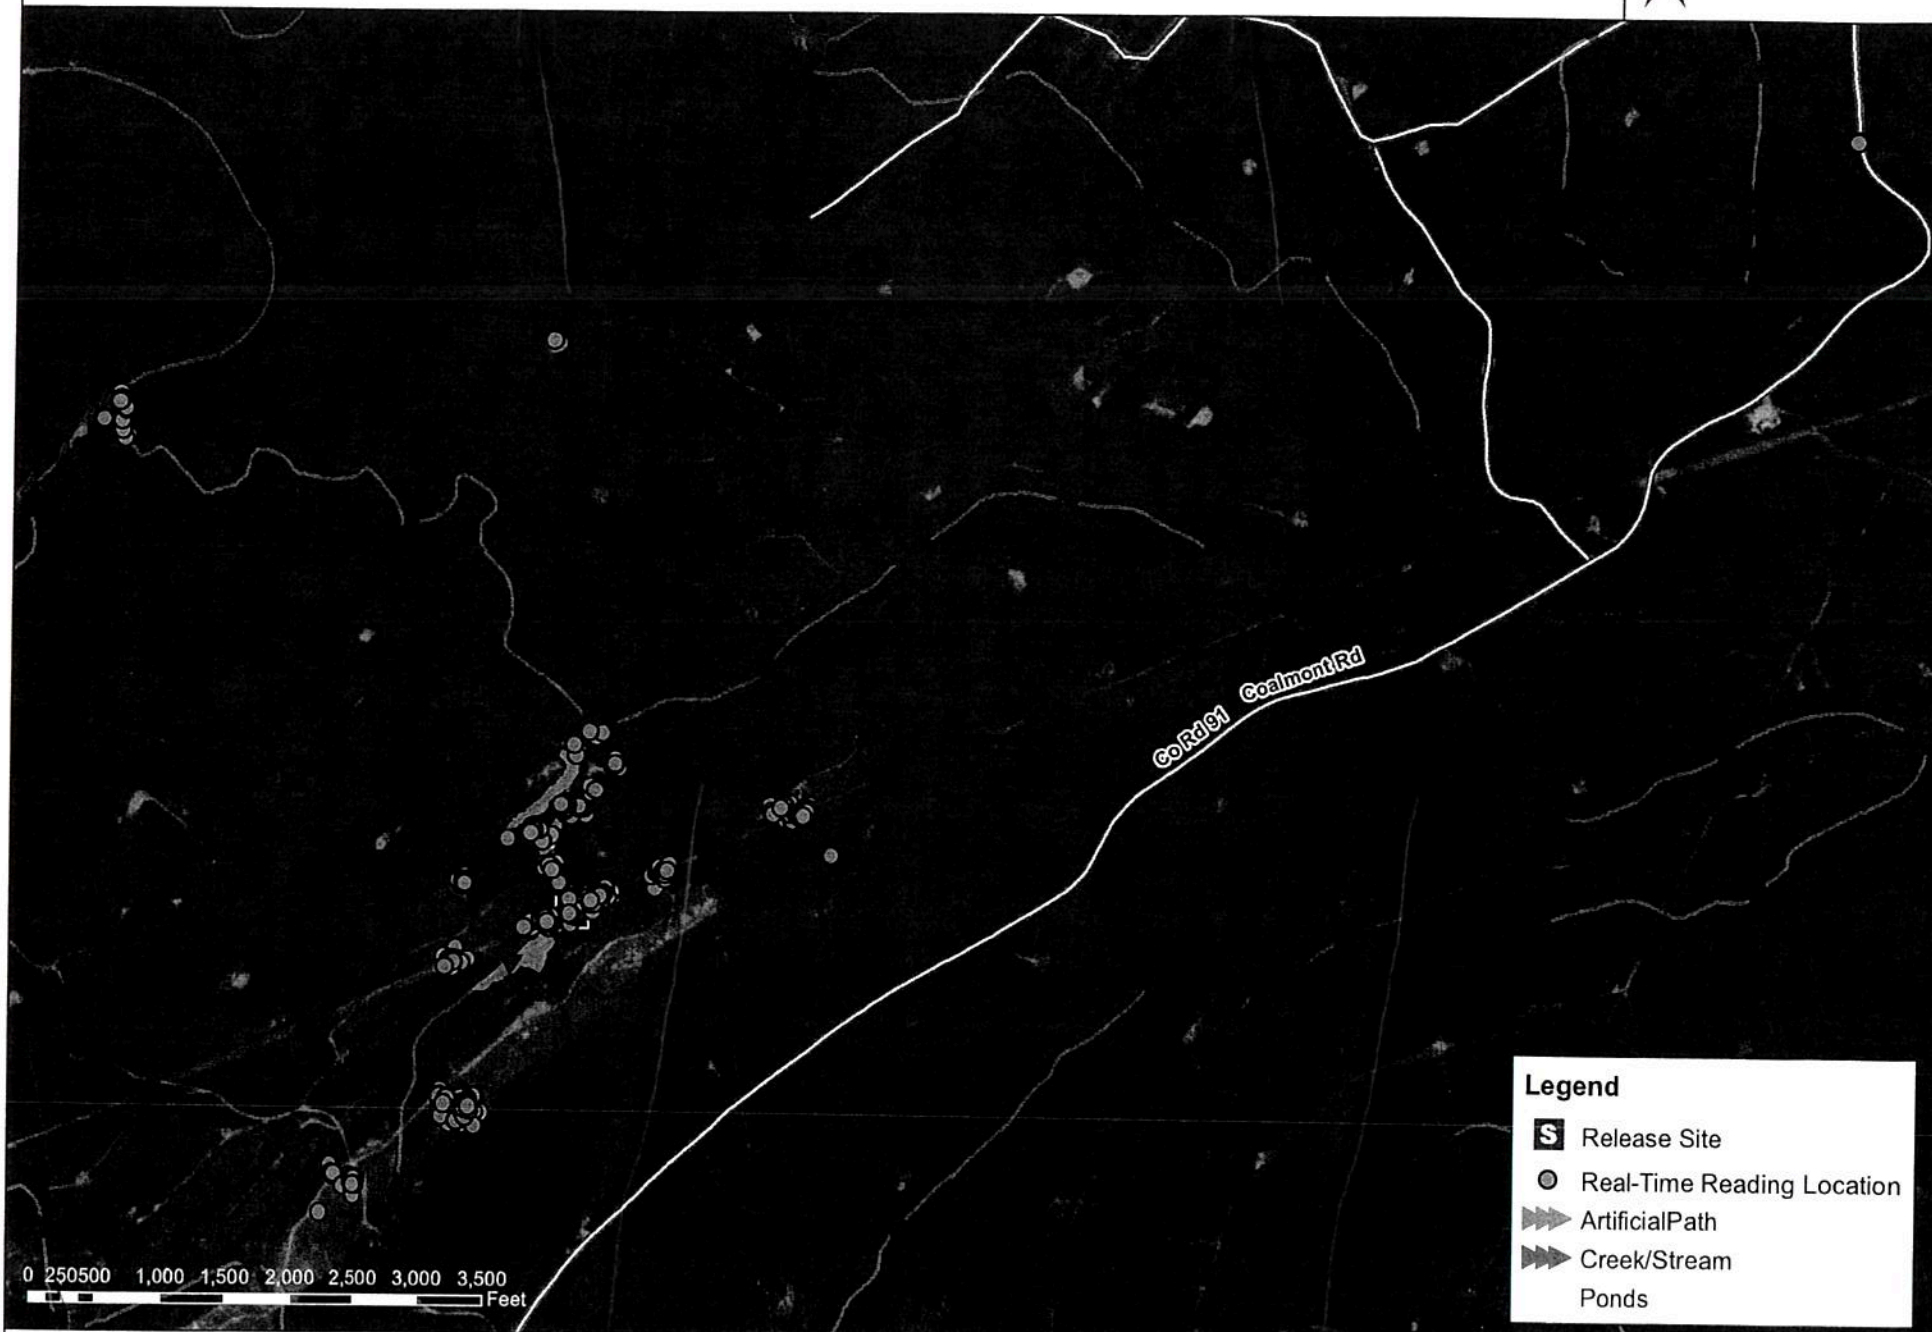 Co Rd 91 Coalmont Rd
Legend
S Release Site
Real-Time Reading Location
ArtificialPath
Creek/Stream
Ponds
0 250500 1,000 1,500 2,000 2,500 3,000 3,500
Feet